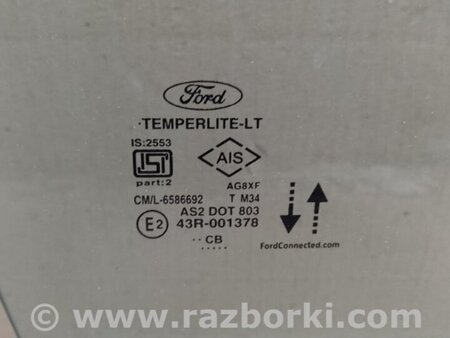 Ford
··TEMPERLITE-LT
IS:2553
ISI
part:2
AIS
AG8XF
CM/L-6586692 T M34
AS2 DOT 803
E2 43R-001378
··CB
FordConnected.com
© www.razborki.com